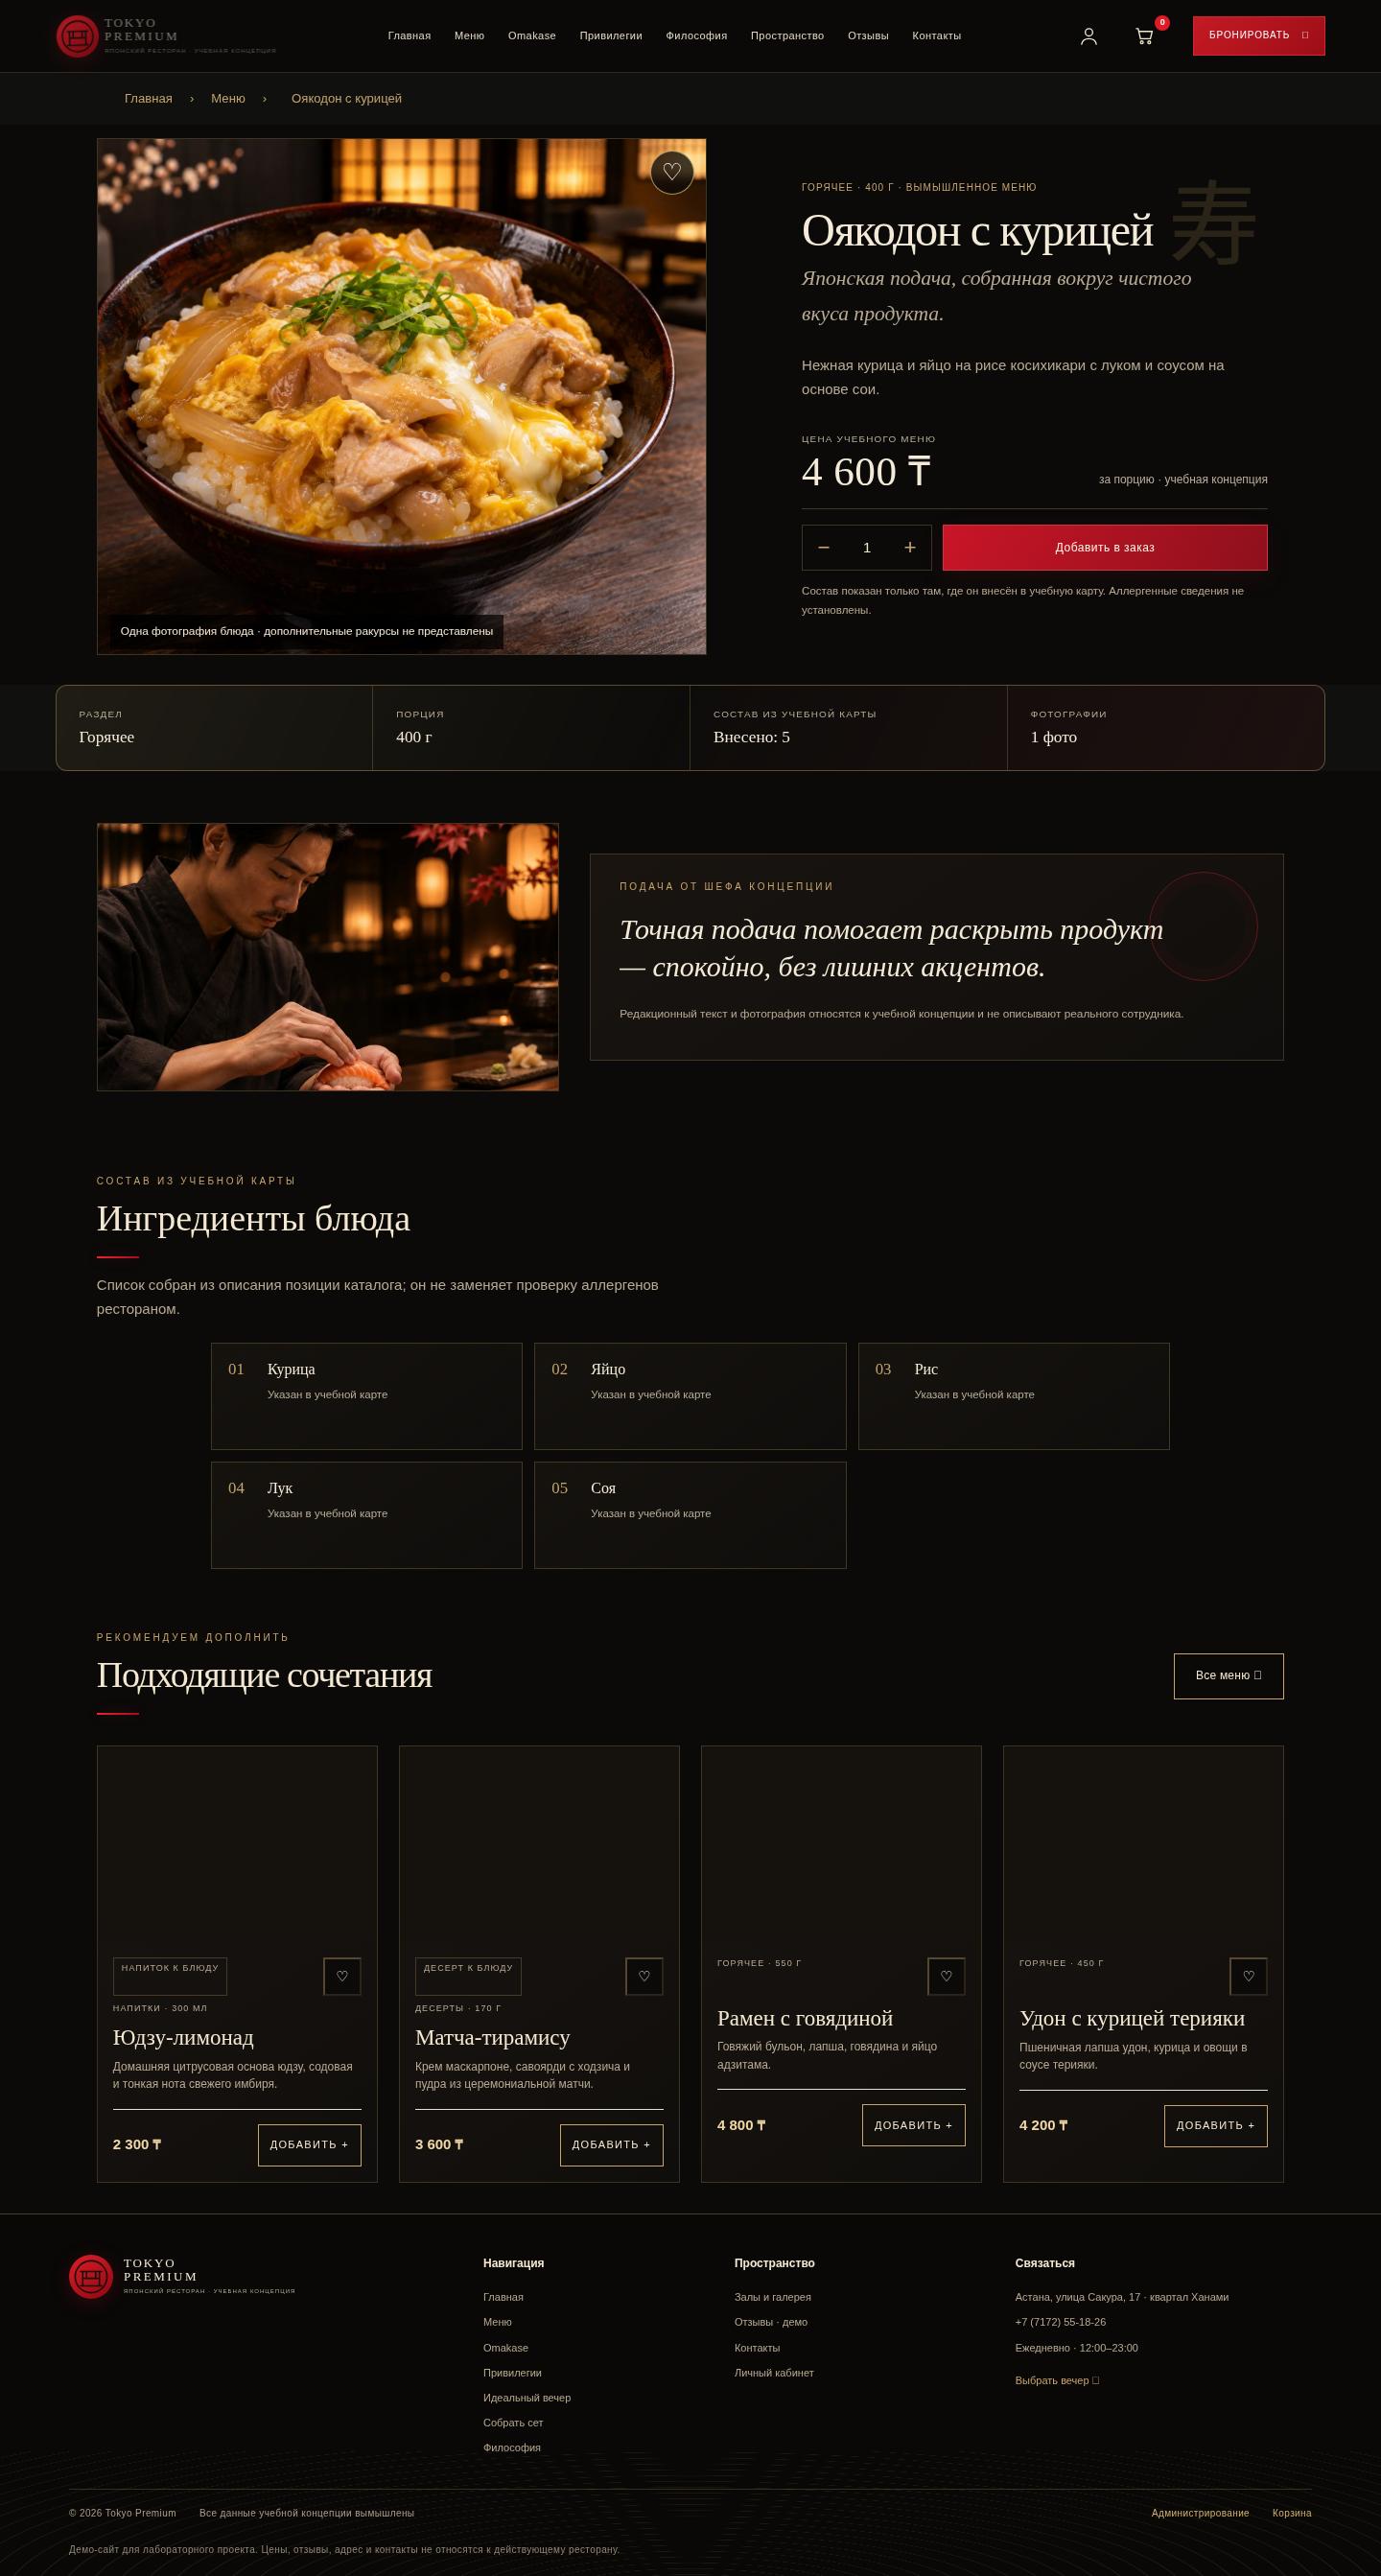 TOKYO
PREMIUM
ЯПОНСКИЙ РЕСТОРАН · УЧЕБНАЯ КОНЦЕПЦИЯ
Главная Меню Omakase Привилегии Философия Пространство Отзывы Контакты
0
БРОНИРОВАТЬ
Главная › Меню › Оякодон с курицей
ГОРЯЧЕЕ · 400 Г · ВЫМЫШЛЕННОЕ МЕНЮ
寿
Оякодон с курицей
Японская подача, собранная вокруг чистого
вкуса продукта.
Нежная курица и яйцо на рисе косихикари с луком и соусом на
основе сои.
ЦЕНА УЧЕБНОГО МЕНЮ
4 600 ₸
за порцию · учебная концепция
− 1 +
Добавить в заказ
Состав показан только там, где он внесён в учебную карту. Аллергенные сведения не
установлены.
Одна фотография блюда · дополнительные ракурсы не представлены
РАЗДЕЛ
Горячее
ПОРЦИЯ
400 г
СОСТАВ ИЗ УЧЕБНОЙ КАРТЫ
Внесено: 5
ФОТОГРАФИИ
1 фото
ПОДАЧА ОТ ШЕФА КОНЦЕПЦИИ
Точная подача помогает раскрыть продукт
— спокойно, без лишних акцентов.
Редакционный текст и фотография относятся к учебной концепции и не описывают реального сотрудника.
СОСТАВ ИЗ УЧЕБНОЙ КАРТЫ
Ингредиенты блюда
Список собран из описания позиции каталога; он не заменяет проверку аллергенов
рестораном.
01 Курица
Указан в учебной карте
02 Яйцо
Указан в учебной карте
03 Рис
Указан в учебной карте
04 Лук
Указан в учебной карте
05 Соя
Указан в учебной карте
РЕКОМЕНДУЕМ ДОПОЛНИТЬ
Подходящие сочетания
Все меню
НАПИТОК К БЛЮДУ
♡
НАПИТКИ · 300 МЛ
Юдзу-лимонад
Домашняя цитрусовая основа юдзу, содовая
и тонкая нота свежего имбиря.
2 300 ₸
ДОБАВИТЬ +
ДЕСЕРТ К БЛЮДУ
♡
ДЕСЕРТЫ · 170 Г
Матча-тирамису
Крем маскарпоне, савоярди с ходзича и
пудра из церемониальной матчи.
3 600 ₸
ДОБАВИТЬ +
ГОРЯЧЕЕ · 550 Г
♡
Рамен с говядиной
Говяжий бульон, лапша, говядина и яйцо
адзитама.
4 800 ₸
ДОБАВИТЬ +
ГОРЯЧЕЕ · 450 Г
♡
Удон с курицей терияки
Пшеничная лапша удон, курица и овощи в
соусе терияки.
4 200 ₸
ДОБАВИТЬ +
TOKYO
PREMIUM
ЯПОНСКИЙ РЕСТОРАН · УЧЕБНАЯ КОНЦЕПЦИЯ
Навигация
Главная
Меню
Omakase
Привилегии
Идеальный вечер
Собрать сет
Философия
Пространство
Залы и галерея
Отзывы · демо
Контакты
Личный кабинет
Связаться
Астана, улица Сакура, 17 · квартал Ханами
+7 (7172) 55-18-26
Ежедневно · 12:00–23:00
Выбрать вечер
© 2026 Tokyo Premium Все данные учебной концепции вымышлены
Администрирование Корзина
Демо-сайт для лабораторного проекта. Цены, отзывы, адрес и контакты не относятся к действующему ресторану.